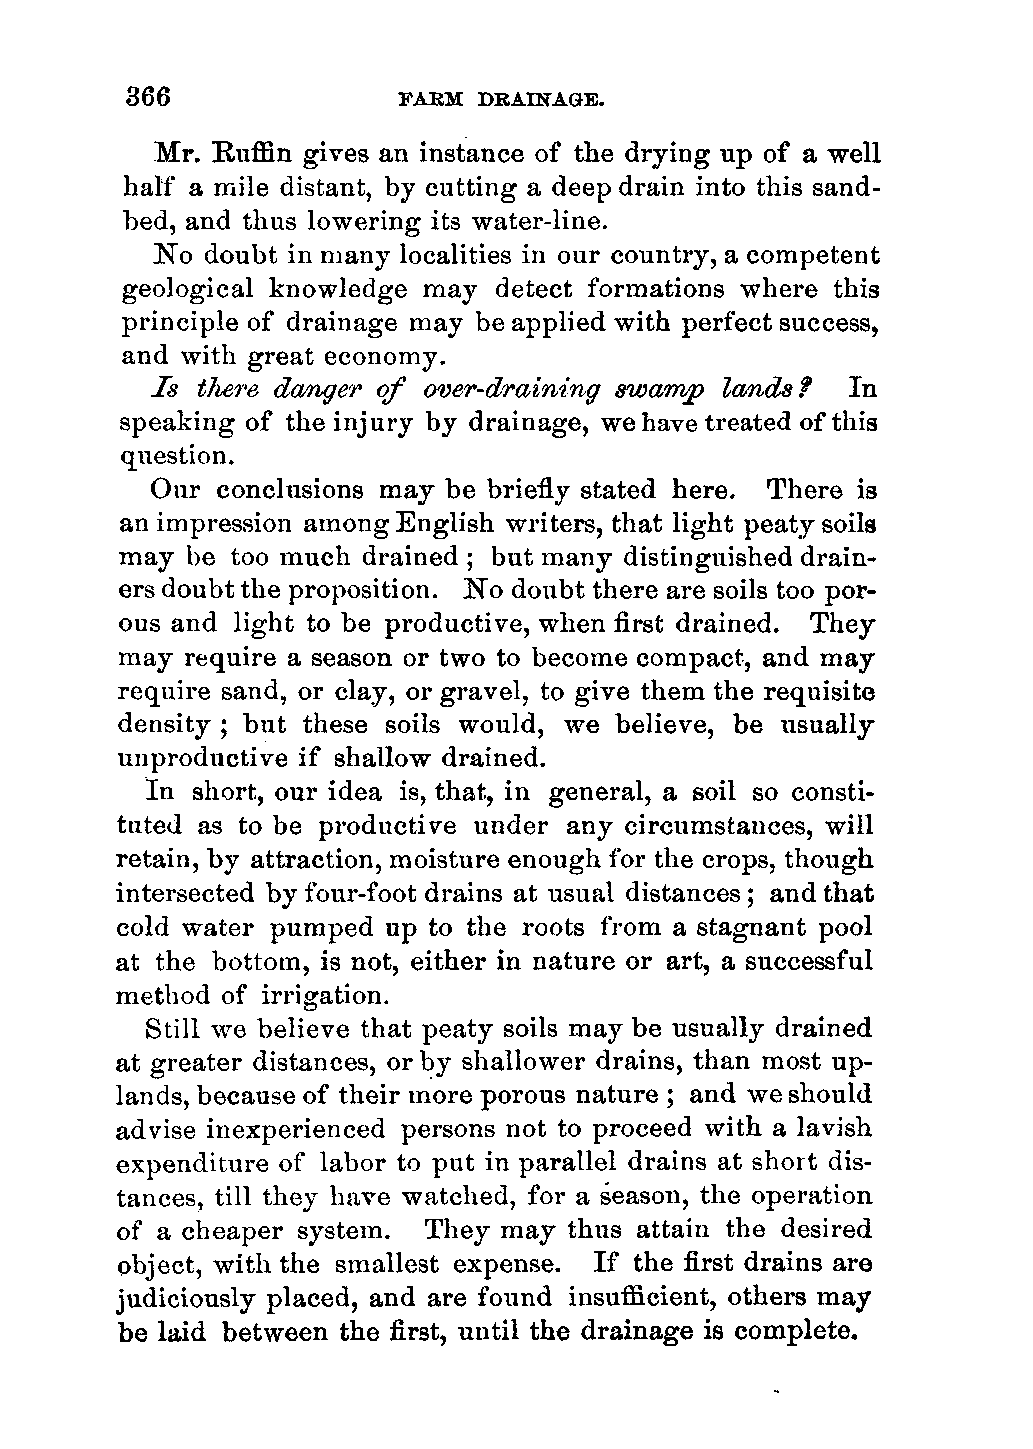 366 FARM DRAINAGE.
Mr. Ruffin gives an instance of the drying up of a well
half a mile distant, by cutting a deep drain into this sand-
bed, and thus lowering its water-line.
No doubt in many localities in our country, a competent
geological knowledge may detect formations where this
principle of drainage may be applied with perfect success,
and with great economy.
Is there danger of over-draining swamp lands? In
speaking of the injury by drainage, we have treated of this
question.
Our conclusions may be briefly stated here. There is
an impression among English writers, that light peaty soils
may be too much drained; but many distinguished drain-
ers doubt the proposition. No doubt there are soils too por-
ous and light to be productive, when first drained. They
may require a season or two to become compact, and may
require sand, or clay, or gravel, to give them the requisite
density; but these soils would, we believe, be usually
unproductive if shallow drained.
In short, our idea is, that, in general, a soil so consti-
tuted as to be productive under any circumstances, will
retain, by attraction, moisture enough for the crops, though
intersected by four-foot drains at usual distances; and that
cold water pumped up to the roots from a stagnant pool
at the bottom, is not, either in nature or art, a successful
method of irrigation.
Still we believe that peaty soils may be usually drained
at greater distances, or by shallower drains, than most up-
lands, because of their more porous nature; and we should
advise inexperienced persons not to proceed with a lavish
expenditure of labor to put in parallel drains at short dis-
tances, till they have watched, for a season, the operation
of a cheaper system. They may thus attain the desired
object, with the smallest expense. If the first drains are
judiciously placed, and are found insufficient, others may
be laid between the first, until the drainage is complete.